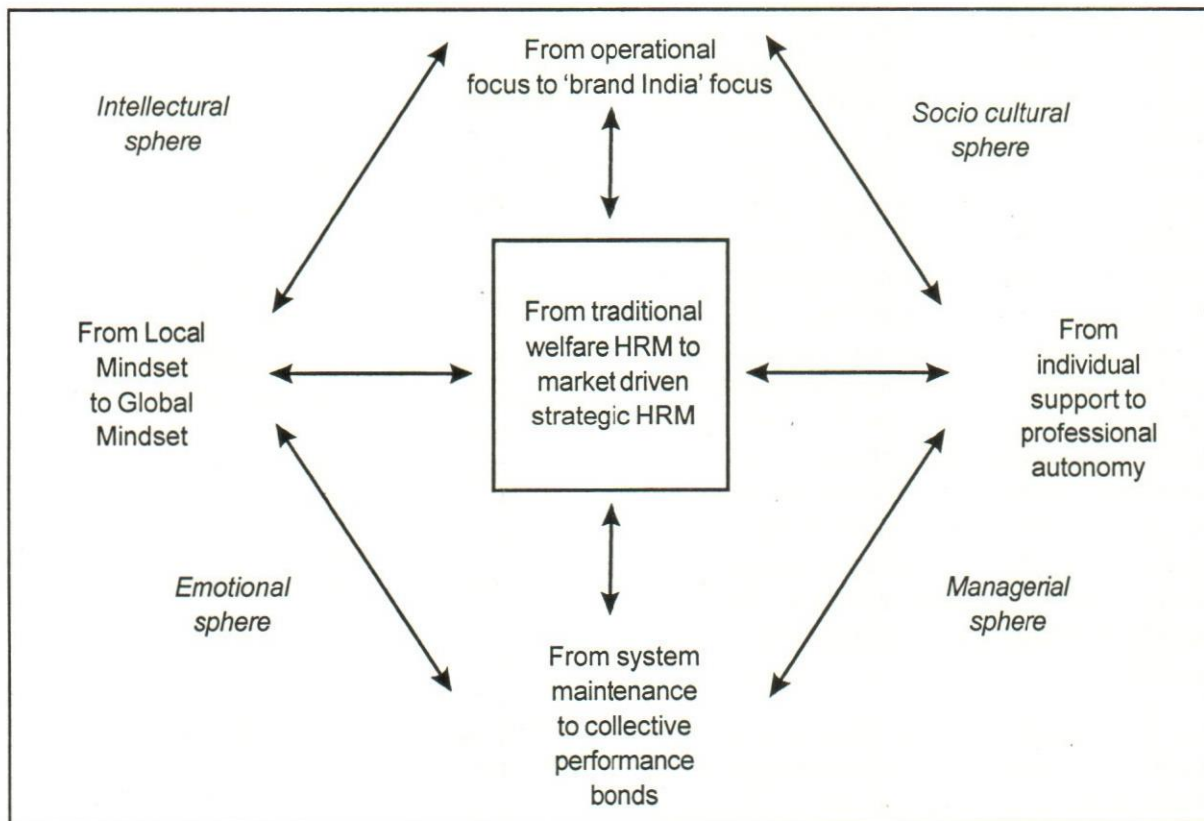 From operational
focus to ‘brand India’ focus
Intellectural
sphere
Socio cultural
sphere
From Local
Mindset
to Global
Mindset
From traditional
welfare HRM to
market driven
strategic HRM
From
individual
support to
professional
autonomy
Emotional
sphere
Managerial
sphere
From system
maintenance
to collective
performance
bonds